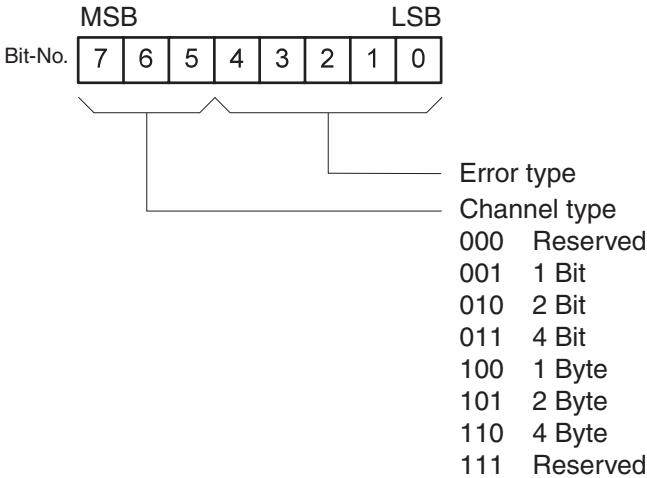 MSB LSB
Bit-No. 7 6 5 4 3 2 1 0
Error type
Channel type
000 Reserved
001 1 Bit
010 2 Bit
011 4 Bit
100 1 Byte
101 2 Byte
110 4 Byte
111 Reserved